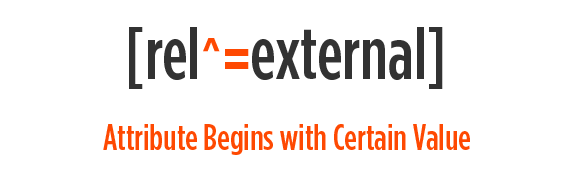 [rel^=external]
Attribute Begins with Certain Value